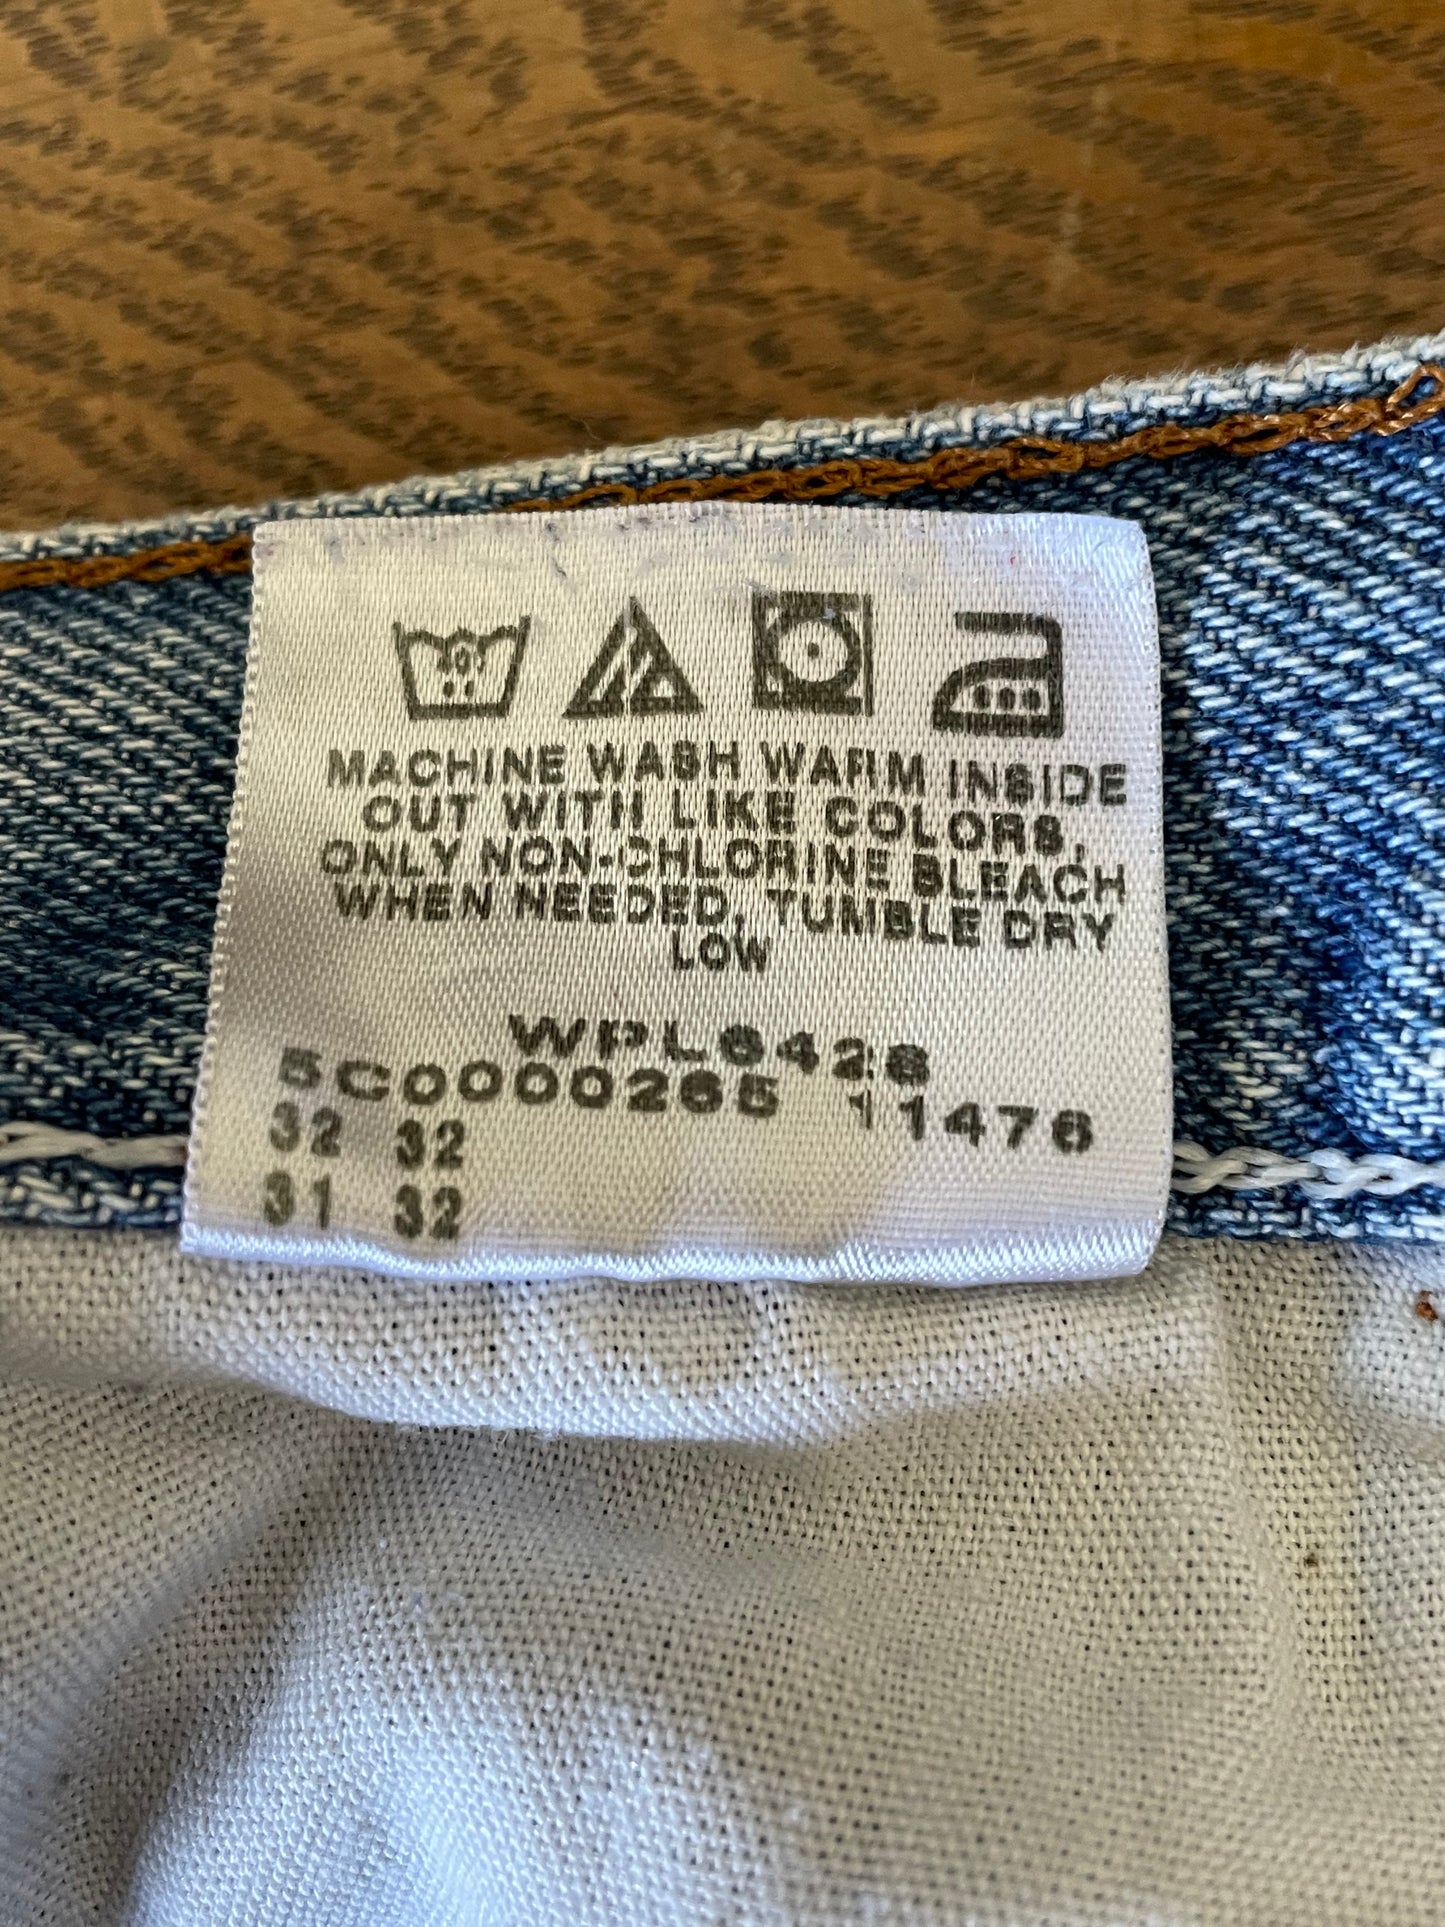 40
MACHINE WASH WARM INSIDE
OUT WITH LIKE COLORS,
ONLY NON-CHLORINE BLEACH
WHEN NEEDED, TUMBLE DRY
LOW
WPL6428
5C0000265 11476
32 32
31 32